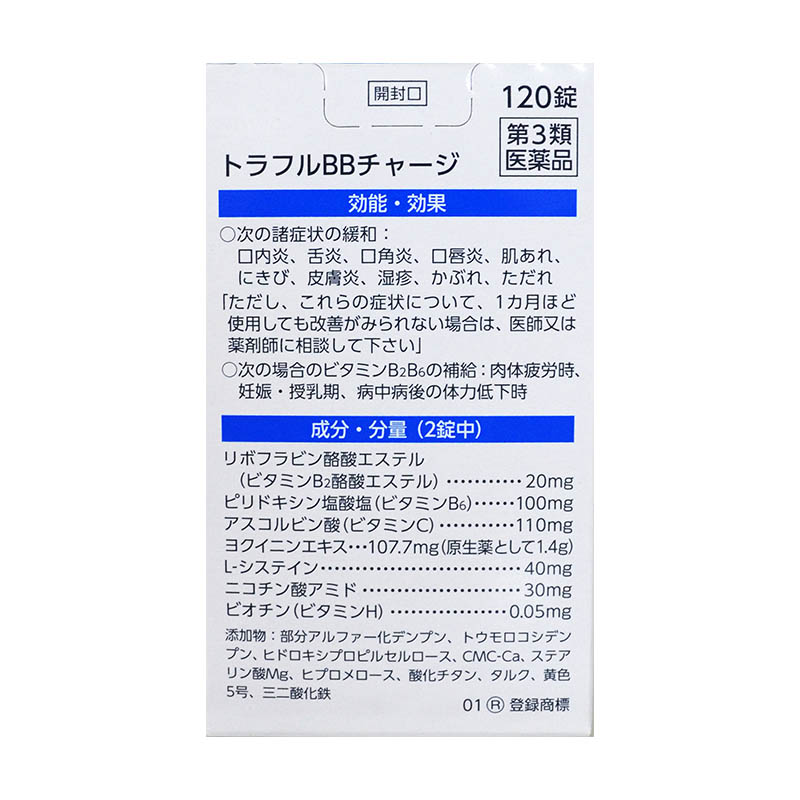 開封口
120錠
第3類
医薬品
トラフルBBチャージ
効能・効果
○次の諸症状の緩和：
口内炎、舌炎、口角炎、口唇炎、肌あれ、
にきび、皮膚炎、湿疹、かぶれ、ただれ
「ただし、これらの症状について、1カ月ほど
使用しても改善がみられない場合は、医師又は
薬剤師に相談して下さい」
○次の場合のビタミンB2B6の補給：肉体疲労時、
妊娠・授乳期、病中病後の体力低下時
成分・分量（2錠中）
リボフラビン酪酸エステル
（ビタミンB2酪酸エステル）…………20mg
ピリドキシン塩酸塩（ビタミンB6）……100mg
アスコルビン酸（ビタミンC）…………110mg
ヨクイニンエキス…107.7mg（原生薬として1.4g）
L-システイン……………………………40mg
ニコチン酸アミド………………………30mg
ビオチン（ビタミンH）………………0.05mg
添加物：部分アルファー化デンプン、トウモロコシデン
プン、ヒドロキシプロピルセルロース、CMC-Ca、ステア
リン酸Mg、ヒプロメロース、酸化チタン、タルク、黄色
5号、三二酸化鉄
01 Ⓡ 登録商標